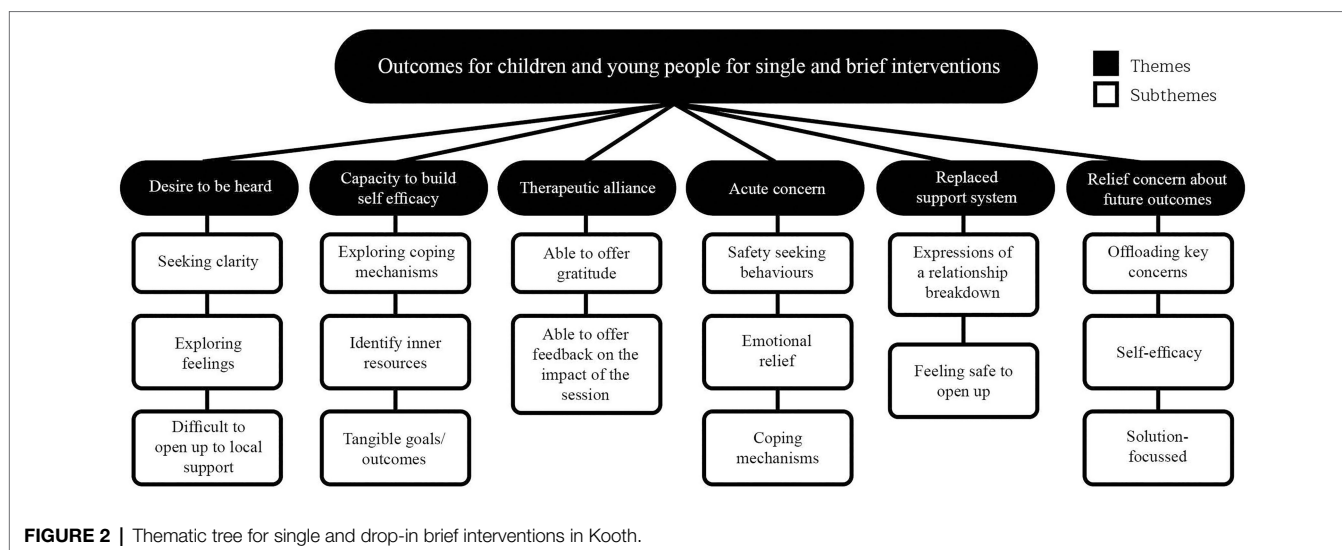 Outcomes for children and young people for single and brief interventions
Themes
Subthemes
Desire to be heard
Seeking clarity
Exploring
feelings
Difficult to
open up to local
support
Capacity to build
self efficacy
Exploring coping
mechanisms
Identify inner
resources
Tangible goals/
outcomes
Therapeutic alliance
Able to offer
gratitude
Able to offer
feedback on the
impact of the
session
Acute concern
Safety seeking
behaviours
Emotional
relief
Coping
mechanisms
Replaced
support system
Expressions of
a relationship
breakdown
Feeling safe to
open up
Relief concern about
future outcomes
Offloading key
concerns
Self-efficacy
Solution-
focussed
FIGURE 2 | Thematic tree for single and drop-in brief interventions in Kooth.